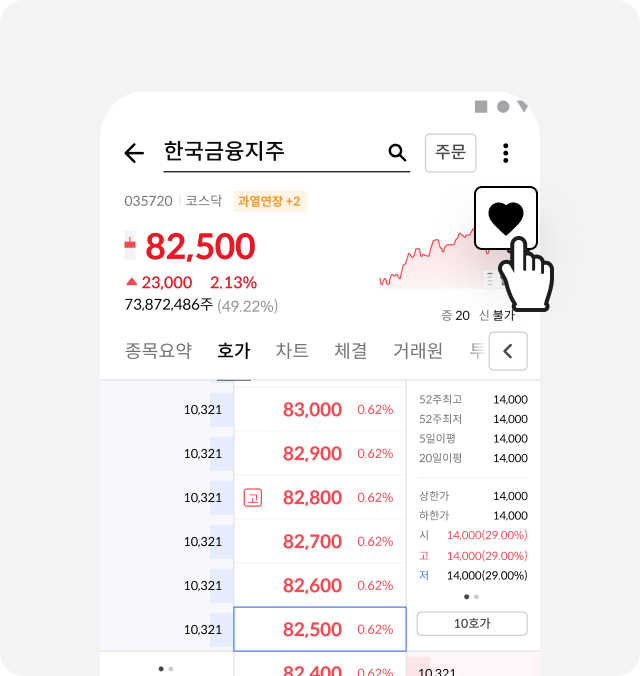 한국금융지주
주문
035720 코스닥 과열연장 +2
82,500
23,000 2.13%
73,872,486주 (49.22%)
증 20 신 불가
종목요약 호가 차트 체결 거래원 투
10,321 83,000 0.62%
10,321 82,900 0.62%
10,321 고 82,800 0.62%
10,321 82,700 0.62%
10,321 82,600 0.62%
10,321 82,500 0.62%
82,400 0.62%
52주최고 14,000
52주최저 14,000
5일이평 14,000
20일이평 14,000
상한가 14,000
하한가 14,000
시 14,000(29.00%)
고 14,000(29.00%)
저 14,000(29.00%)
10호가
10,321